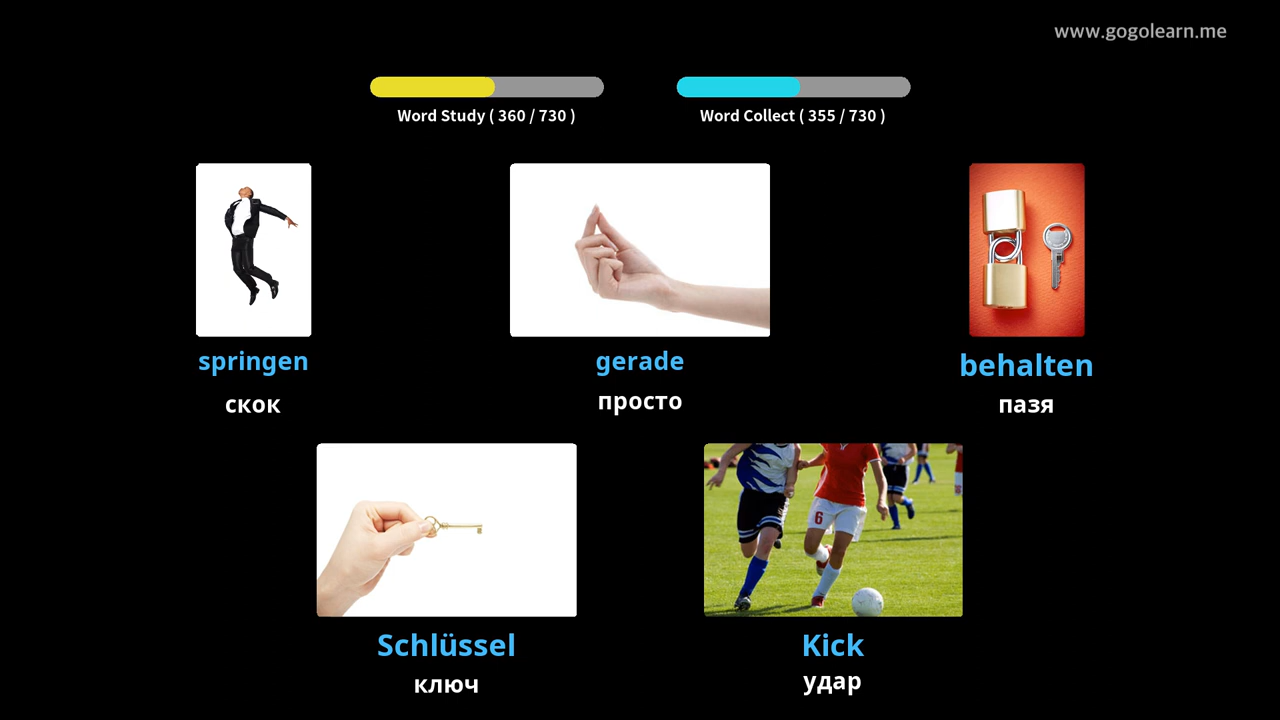 www.gogolearn.me
Word Study ( 360 / 730 )
Word Collect ( 355 / 730 )
springen
скок
gerade
просто
behalten
пазя
Schlüssel
ключ
Kick
удар
6